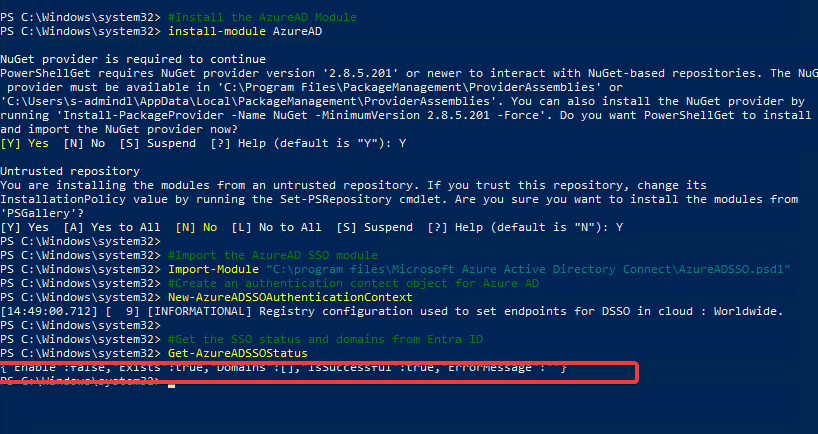 PS C:\Windows\system32> #Install the AzureAD Module
PS C:\Windows\system32> install-module AzureAD
NuGet provider is required to continue
PowerShellGet requires NuGet provider version '2.8.5.201' or newer to interact with NuGet-based repositories. The NuG
 provider must be available in 'C:\Program Files\PackageManagement\ProviderAssemblies' or
'C:\Users\s-admindl\AppData\Local\PackageManagement\ProviderAssemblies'. You can also install the NuGet provider by
running 'Install-PackageProvider -Name NuGet -MinimumVersion 2.8.5.201 -Force'. Do you want PowerShellGet to install
and import the NuGet provider now?
[Y] Yes  [N] No  [S] Suspend  [?] Help (default is "Y"): Y
Untrusted repository
You are installing the modules from an untrusted repository. If you trust this repository, change its
InstallationPolicy value by running the Set-PSRepository cmdlet. Are you sure you want to install the modules from
'PSGallery'?
[Y] Yes  [A] Yes to All  [N] No  [L] No to All  [S] Suspend  [?] Help (default is "N"): Y
PS C:\Windows\system32>
PS C:\Windows\system32> #Import the AzureAD SSO module
PS C:\Windows\system32> Import-Module "C:\program files\Microsoft Azure Active Directory Connect\AzureADSSO.psd1"
PS C:\Windows\system32> #Create an authentication contect object for Azure AD
PS C:\Windows\system32> New-AzureADSSOAuthenticationContext
[14:49:00.712] [  9] [INFORMATIONAL] Registry configuration used to set endpoints for DSSO in cloud : Worldwide.
PS C:\Windows\system32>
PS C:\Windows\system32> #Get the SSO status and domains from Entra ID
PS C:\Windows\system32> Get-AzureADSSOStatus
{"Enable":false,"Exists":true,"Domains":[],"IsSuccessful":true,"ErrorMessage":""}
PS C:\Windows\system32>